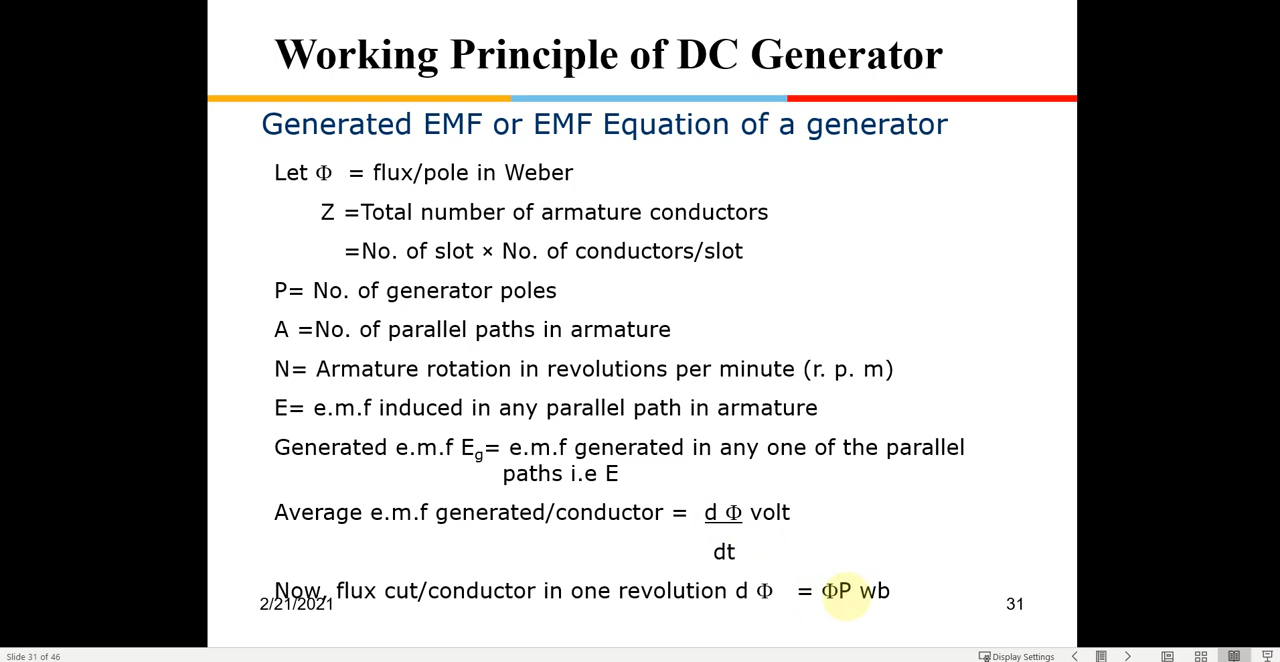 Working Principle of DC Generator
Generated EMF or EMF Equation of a generator
Let Φ = flux/pole in Weber
Z =Total number of armature conductors
=No. of slot × No. of conductors/slot
P= No. of generator poles
A =No. of parallel paths in armature
N= Armature rotation in revolutions per minute (r. p. m)
E= e.m.f induced in any parallel path in armature
Generated e.m.f Eg= e.m.f generated in any one of the parallel
paths i.e E
Average e.m.f generated/conductor = d Φ volt
dt
Now, flux cut/conductor in one revolution d Φ = ΦP wb
2/21/2021
31
Slide 31 of 46
Display Settings